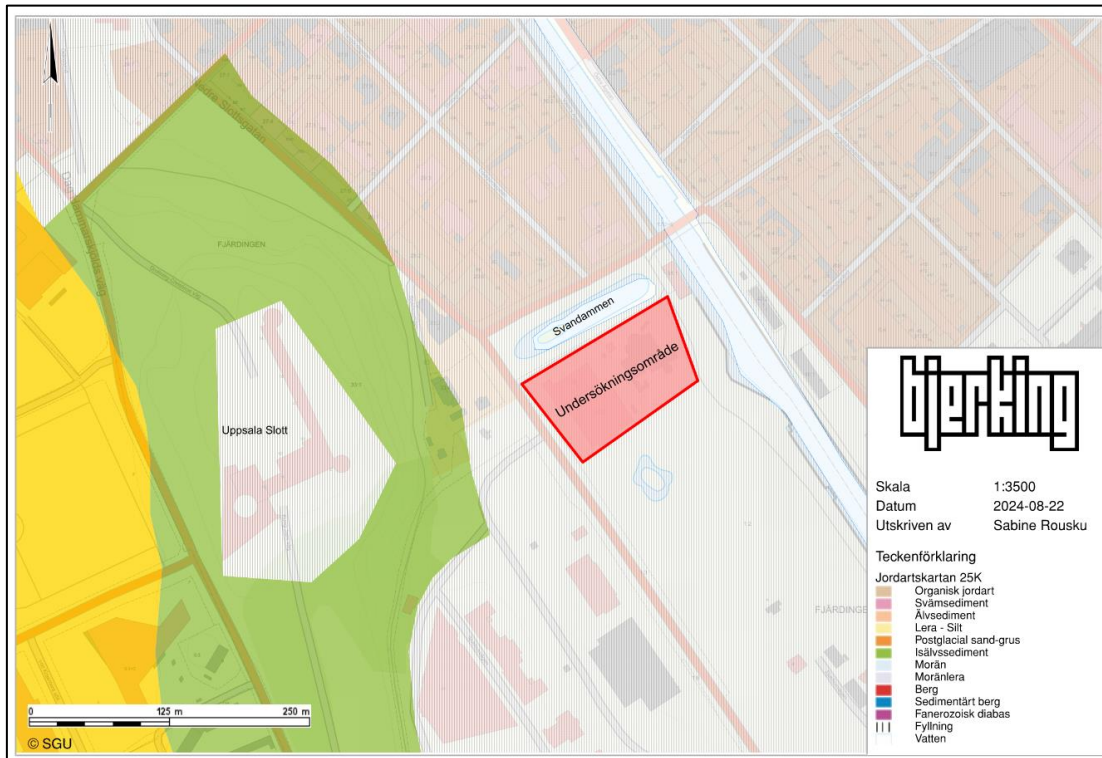 FJÄRDINGEN
Svandammen
Undersökningsområde
Uppsala Slott
FJÄRDINGE
bjerking
Skala 1:3500
Datum 2024-08-22
Utskriven av Sabine Rousku
Teckenförklaring
Jordartskartan 25K
Organisk jordart
Svämsediment
Älvsediment
Lera - Silt
Postglacial sand-grus
Isälvssediment
Morän
Moränlera
Berg
Sedimentärt berg
Fanerozoisk diabas
Fyllning
Vatten
0 125 m 250 m
© SGU